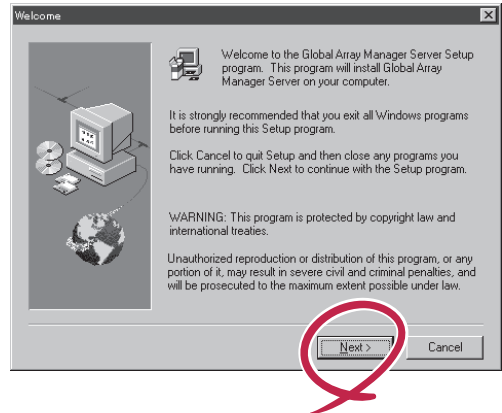 Welcome
Welcome to the Global Array Manager Server Setup
program. This program will install Global Array
Manager Server on your computer.
It is strongly recommended that you exit all Windows programs
before running this Setup program.
Click Cancel to quit Setup and then close any programs you
have running. Click Next to continue with the Setup program.
WARNING: This program is protected by copyright law and
international treaties.
Unauthorized reproduction or distribution of this program, or any
portion of it, may result in severe civil and criminal penalties, and
will be prosecuted to the maximum extent possible under law.
Next >
Cancel